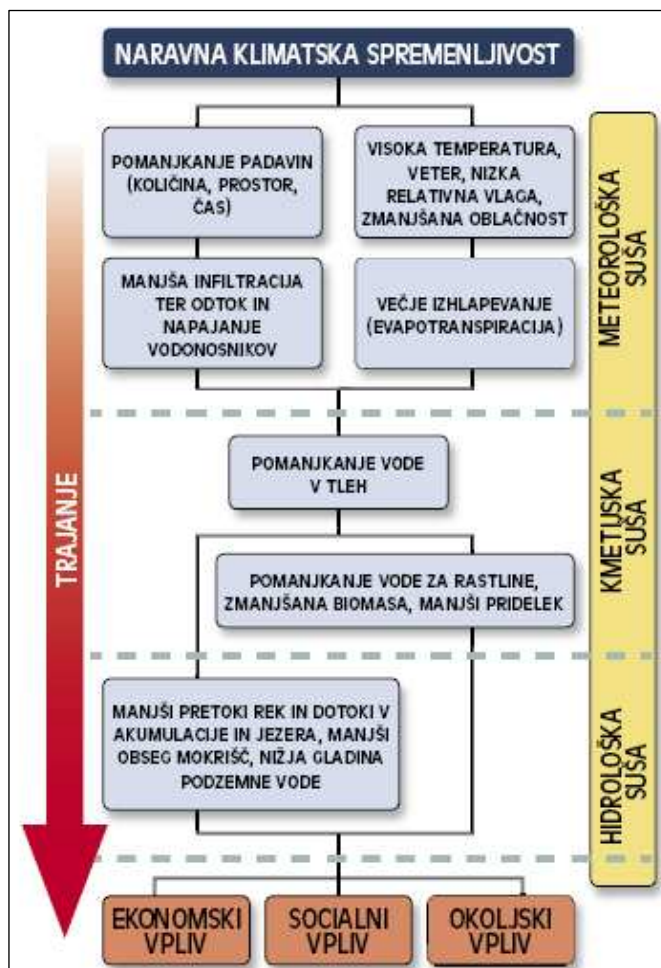 NARAVNA KLIMATSKA SPREMENLJIVOST
POMANJKANJE PADAVIN
(KOLIČINA, PROSTOR,
ČAS)
VISOKA TEMPERATURA,
VETER, NIZKA
RELATIVNA VLAGA,
ZMANJŠANA OBLAČNOST
MANJŠA INFILTRACIJA
TER ODTOK IN
NAPAJANJE
VODONOSNIKOV
VEČJE IZHLAPEVANJE
(EVAPOTRANSPIRACIJA)
METEOROLOŠKA
SUŠA
TRAJANJE
POMANJKANJE VODE
V TLEH
POMANJKANJE VODE ZA RASTLINE,
ZMANJŠANA BIOMASA, MANJŠI PRIDELEK
KMETIJSKA
SUŠA
MANJŠI PRETOKI REK IN DOTOKI V
AKUMULACIJE IN JEZERA, MANJŠI
OBSEG MOKRIŠČ, NIŽJA GLADINA
PODZEMNE VODE
HIDROLOŠKA
SUŠA
EKONOMSKI
VPLIV
SOCIALNI
VPLIV
OKOLJSKI
VPLIV